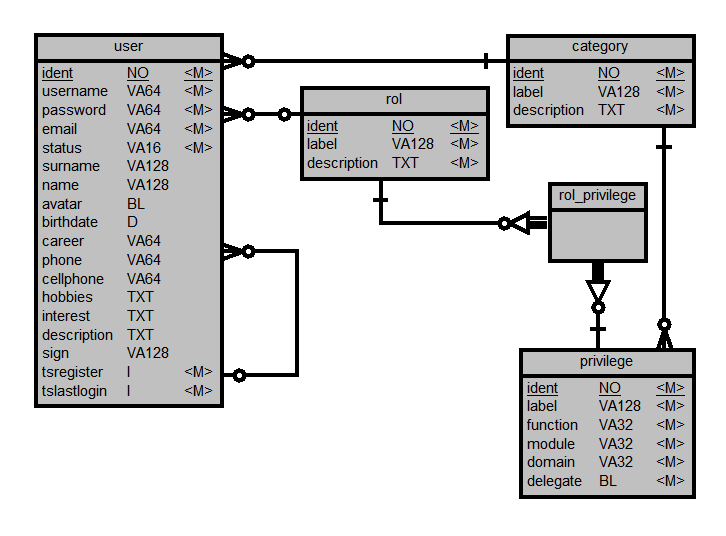 user
ident NO <M>
username VA64 <M>
password VA64 <M>
email VA64 <M>
status VA16 <M>
surname VA128
name VA128
avatar BL
birthdate D
career VA64
phone VA64
cellphone VA64
hobbies TXT
interest TXT
description TXT
sign VA128
tsregister I <M>
tslastlogin I <M>
category
ident NO <M>
label VA128 <M>
description TXT <M>
rol
ident NO <M>
label VA128 <M>
description TXT <M>
rol_privilege
privilege
ident NO <M>
label VA128 <M>
function VA32 <M>
module VA32 <M>
domain VA32 <M>
delegate BL <M>